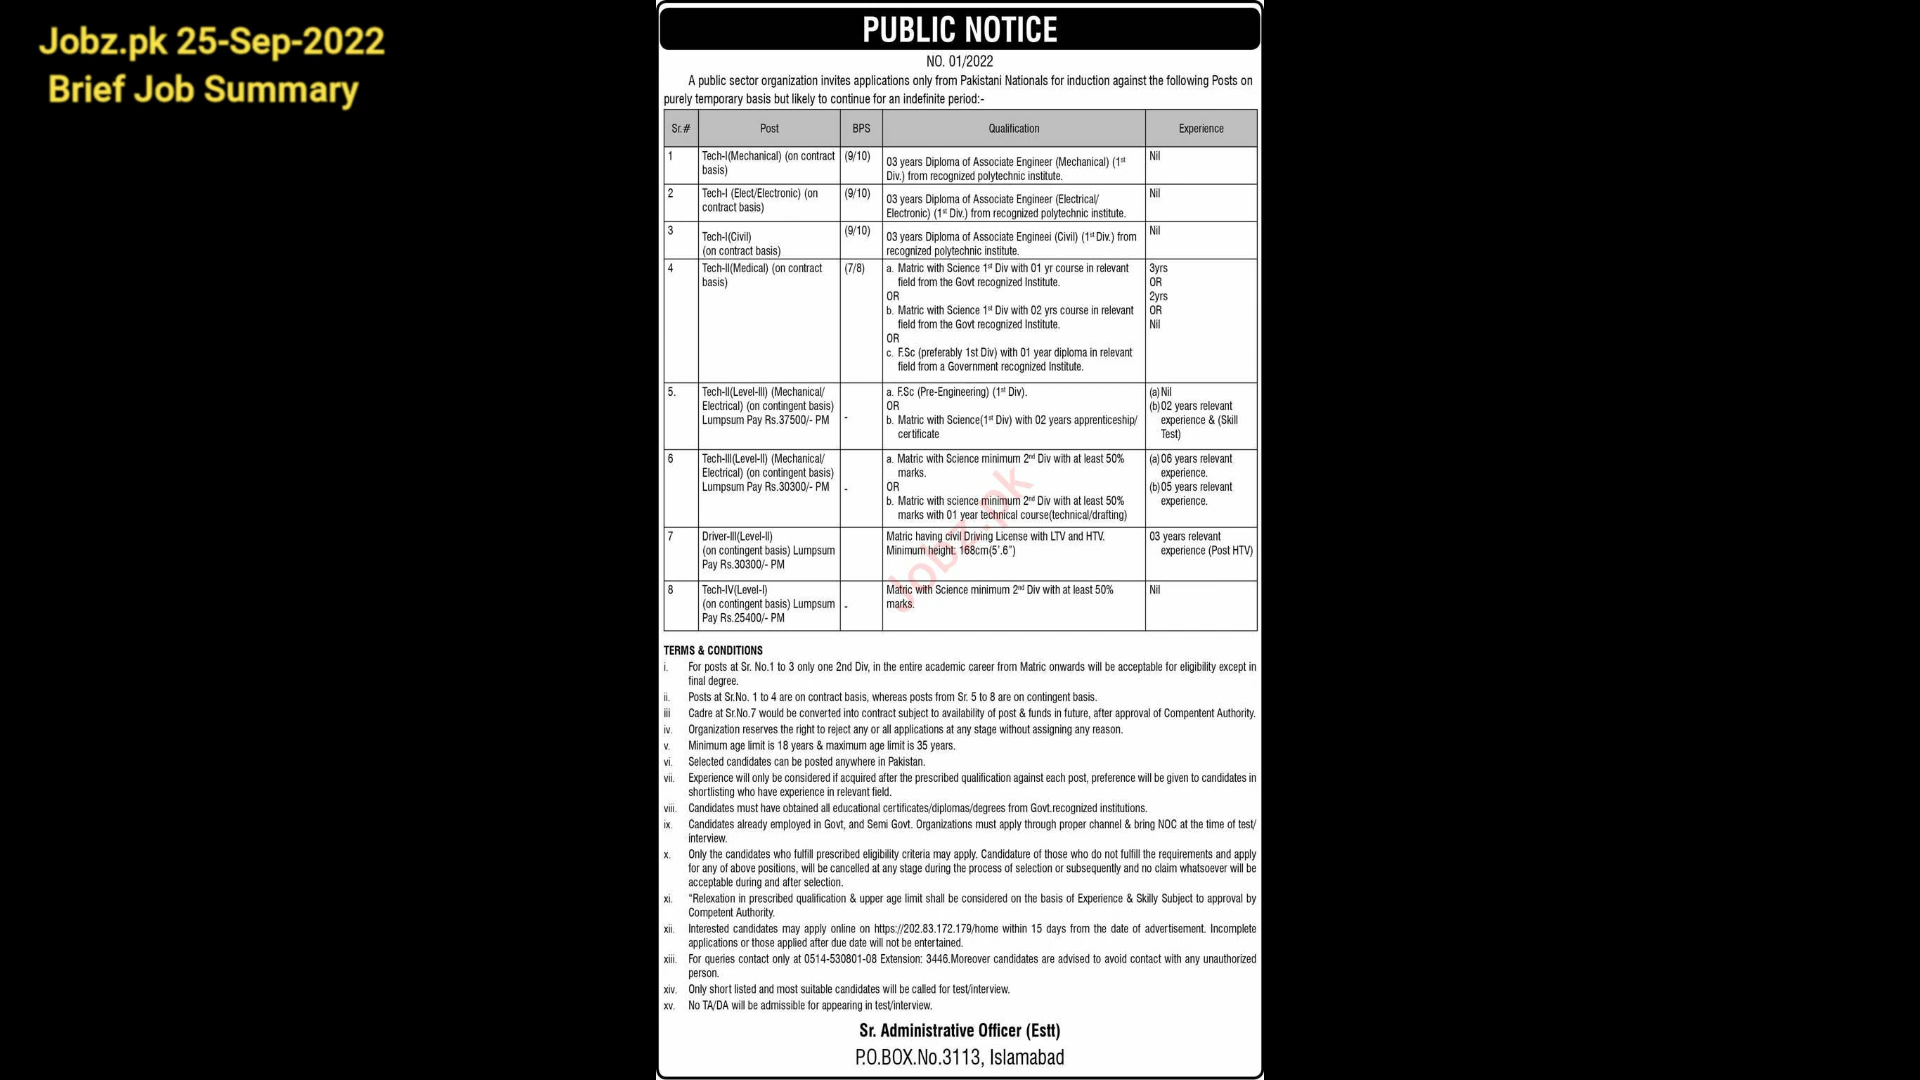 Jobz.pk 25-Sep-2022
Brief Job Summary
PUBLIC NOTICE
NO. 01/2022
A public sector organization invites applications only from Pakistani Nationals for induction against the following Posts on
purely temporary basis but likely to continue for an indefinite period:-
Sr.# Post BPS Qualification Experience
1 Tech-I(Mechanical) (on contract (9/10) 03 years Diploma of Associate Engineer (Mechanical) (1st Nil
basis) Div.) from recognized polytechnic institute.
2 Tech-I (Elect/Electronic) (on (9/10) 03 years Diploma of Associate Engineer (Electrical/ Nil
contract basis) Electronic) (1st Div.) from recognized polytechnic institute.
3 Tech-I(Civil) (9/10) 03 years Diploma of Associate Engineei (Civil) (1st Div.) from Nil
(on contract basis) recognized polytechnic institute.
4 Tech-II(Medical) (on contract (7/8) a. Matric with Science 1st Div with 01 yr course in relevant 3yrs
basis) field from the Govt recognized Institute. OR
OR 2yrs
b. Matric with Science 1st Div with 02 yrs course in relevant OR
field from the Govt recognized Institute. Nil
OR
c. F.Sc (preferably 1st Div) with 01 year diploma in relevant
field from a Government recognized Institute.
5. Tech-II(Level-III) (Mechanical/ a. F.Sc (Pre-Engineering) (1st Div). (a) Nil
Electrical) (on contingent basis) OR (b) 02 years relevant
Lumpsum Pay Rs.37500/- PM - b. Matric with Science(1st Div) with 02 years apprenticeship/ experience & (Skill
certificate Test)
6 Tech-III(Level-II) (Mechanical/ a. Matric with Science minimum 2nd Div with at least 50% (a) 06 years relevant
Electrical) (on contingent basis) marks. experience.
Lumpsum Pay Rs.30300/- PM - OR (b) 05 years relevant
b. Matric with science minimum 2nd Div with at least 50% experience.
marks with 01 year technical course(technical/drafting)
7 Driver-III(Level-II) Matric having civil Driving License with LTV and HTV. 03 years relevant
(on contingent basis) Lumpsum Minimum height: 168cm(5'.6") experience (Post HTV)
Pay Rs.30300/- PM
8 Tech-IV(Level-I) Matric with Science minimum 2nd Div with at least 50% Nil
(on contingent basis) Lumpsum - marks.
Pay Rs.25400/- PM
Jobz.pk
TERMS & CONDITIONS
i. For posts at Sr. No.1 to 3 only one 2nd Div, in the entire academic career from Matric onwards will be acceptable for eligibility except in
final degree.
ii. Posts at Sr.No. 1 to 4 are on contract basis, whereas posts from Sr. 5 to 8 are on contingent basis.
iii Cadre at Sr.No.7 would be converted into contract subject to availability of post & funds in future, after approval of Compentent Authority.
iv. Organization reserves the right to reject any or all applications at any stage without assigning any reason.
v. Minimum age limit is 18 years & maximum age limit is 35 years.
vi. Selected candidates can be posted anywhere in Pakistan.
vii. Experience will only be considered if acquired after the prescribed qualification against each post, preference will be given to candidates in
shortlisting who have experience in relevant field.
viii. Candidates must have obtained all educational certificates/diplomas/degrees from Govt.recognized institutions.
ix. Candidates already employed in Govt, and Semi Govt. Organizations must apply through proper channel & bring NOC at the time of test/
interview.
x. Only the candidates who fulfill prescribed eligibility criteria may apply. Candidature of those who do not fulfill the requirements and apply
for any of above positions, will be cancelled at any stage during the process of selection or subsequently and no claim whatsoever will be
acceptable during and after selection.
xi. "Relexation in prescribed qualification & upper age limit shall be considered on the basis of Experience & Skilly Subject to approval by
Competent Authority.
xii. Interested candidates may apply online on https://202.83.172.179/home within 15 days from the date of advertisement. Incomplete
applications or those applied after due date will not be entertained.
xiii. For queries contact only at 0514-530801-08 Extension: 3446.Moreover candidates are advised to avoid contact with any unauthorized
person.
xiv. Only short listed and most suitable candidates will be called for test/interview.
xv. No TA/DA will be admissible for appearing in test/interview.
Sr. Administrative Officer (Estt)
P.O.BOX.No.3113, Islamabad